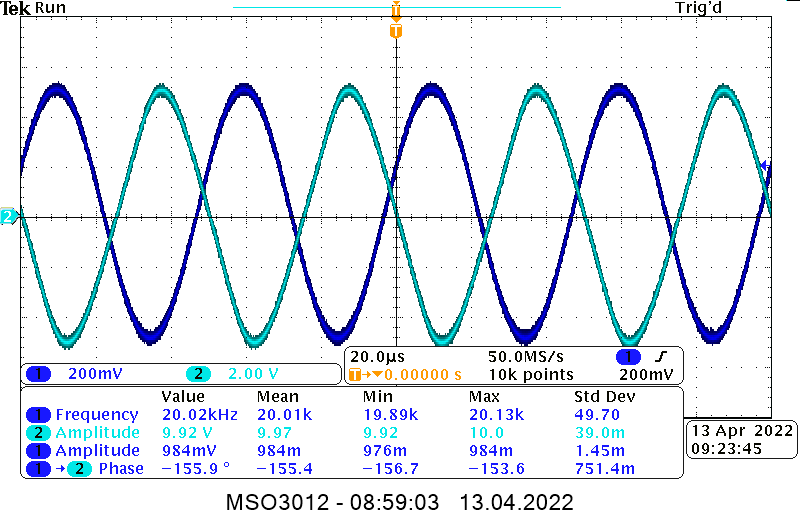 Tek Run Trig'd
T
T
2
1 200mV 2 2.00 V
20.0µs 50.0MS/s 1
T→▼0.00000 s 10k points 200mV
Value Mean Min Max Std Dev
1 Frequency 20.02kHz 20.01k 19.89k 20.13k 49.70
2 Amplitude 9.92 V 9.97 9.92 10.0 39.0m
1 Amplitude 984mV 984m 976m 984m 1.45m
1 → 2 Phase −155.9 ° −155.4 −156.7 −153.6 751.4m
13 Apr 2022
09:23:45
MSO3012 - 08:59:03 13.04.2022